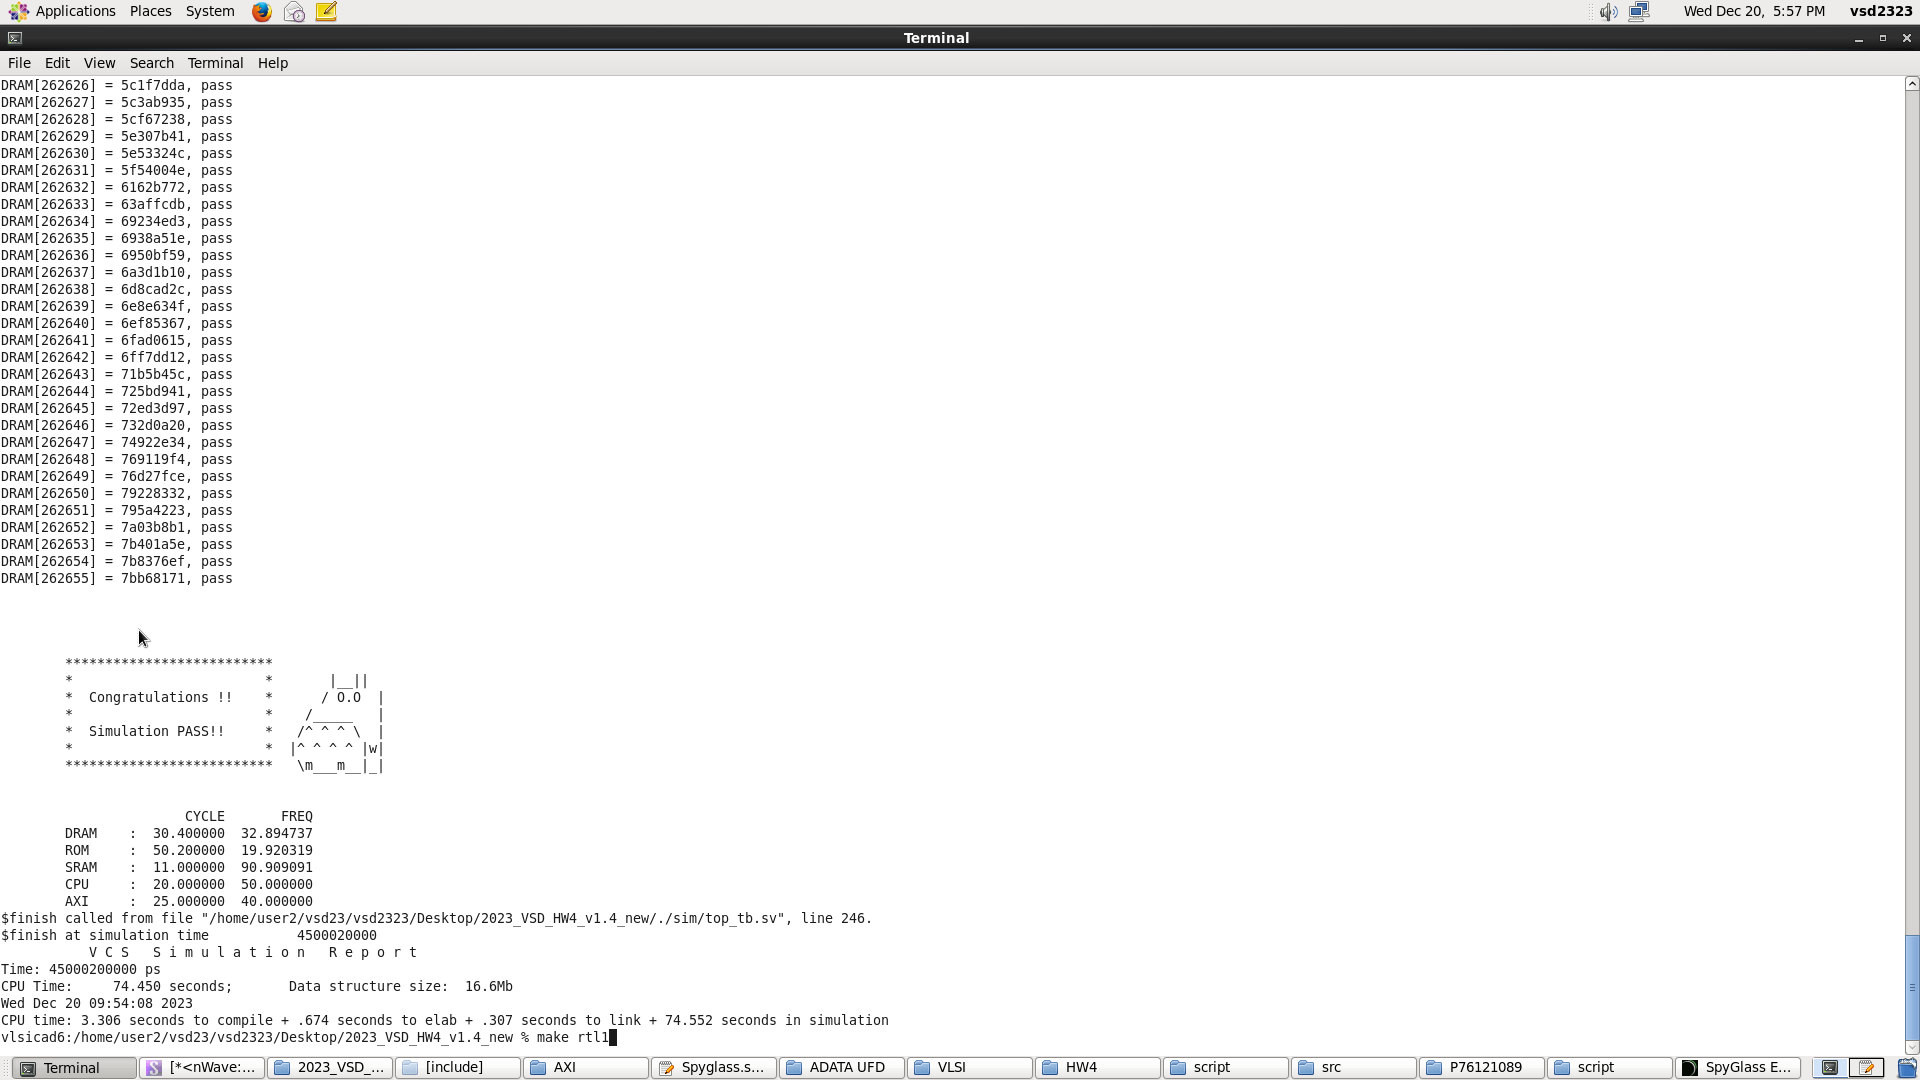 Applications Places System Wed Dec 20, 5:57 PM vsd2323
Terminal
File Edit View Search Terminal Help
DRAM[262626] = 5c1f7dda, pass
DRAM[262627] = 5c3ab935, pass
DRAM[262628] = 5cf67238, pass
DRAM[262629] = 5e307b41, pass
DRAM[262630] = 5e53324c, pass
DRAM[262631] = 5f54004e, pass
DRAM[262632] = 6162b772, pass
DRAM[262633] = 63affcdb, pass
DRAM[262634] = 69234ed3, pass
DRAM[262635] = 6938a51e, pass
DRAM[262636] = 6950bf59, pass
DRAM[262637] = 6a3d1b10, pass
DRAM[262638] = 6d8cad2c, pass
DRAM[262639] = 6e8e634f, pass
DRAM[262640] = 6ef85367, pass
DRAM[262641] = 6fad0615, pass
DRAM[262642] = 6ff7dd12, pass
DRAM[262643] = 71b5b45c, pass
DRAM[262644] = 725bd941, pass
DRAM[262645] = 72ed3d97, pass
DRAM[262646] = 732d0a20, pass
DRAM[262647] = 74922e34, pass
DRAM[262648] = 769119f4, pass
DRAM[262649] = 76d27fce, pass
DRAM[262650] = 79228332, pass
DRAM[262651] = 795a4223, pass
DRAM[262652] = 7a03b8b1, pass
DRAM[262653] = 7b401a5e, pass
DRAM[262654] = 7b8376ef, pass
DRAM[262655] = 7bb68171, pass
**************************
*                        *       |__||
*  Congratulations !!    *      / O.O  |
*                        *    /_____   |
*  Simulation PASS!!     *   /^ ^ ^ \  |
*                        *  |^ ^ ^ ^ |w|
**************************   \m___m__|_|
CYCLE FREQ
DRAM : 30.400000 32.894737
ROM : 50.200000 19.920319
SRAM : 11.000000 90.909091
CPU : 20.000000 50.000000
AXI : 25.000000 40.000000
$finish called from file "/home/user2/vsd23/vsd2323/Desktop/2023_VSD_HW4_v1.4_new/./sim/top_tb.sv", line 246.
$finish at simulation time 4500020000
V C S S i m u l a t i o n R e p o r t
Time: 45000200000 ps
CPU Time: 74.450 seconds; Data structure size: 16.6Mb
Wed Dec 20 09:54:08 2023
CPU time: 3.306 seconds to compile + .674 seconds to elab + .307 seconds to link + 74.552 seconds in simulation
vlsicad6:/home/user2/vsd23/vsd2323/Desktop/2023_VSD_HW4_v1.4_new % make rtl1
Terminal [*<nWave:... 2023_VSD_... [include] AXI Spyglass.s... ADATA UFD VLSI HW4 script src P76121089 script SpyGlass E...